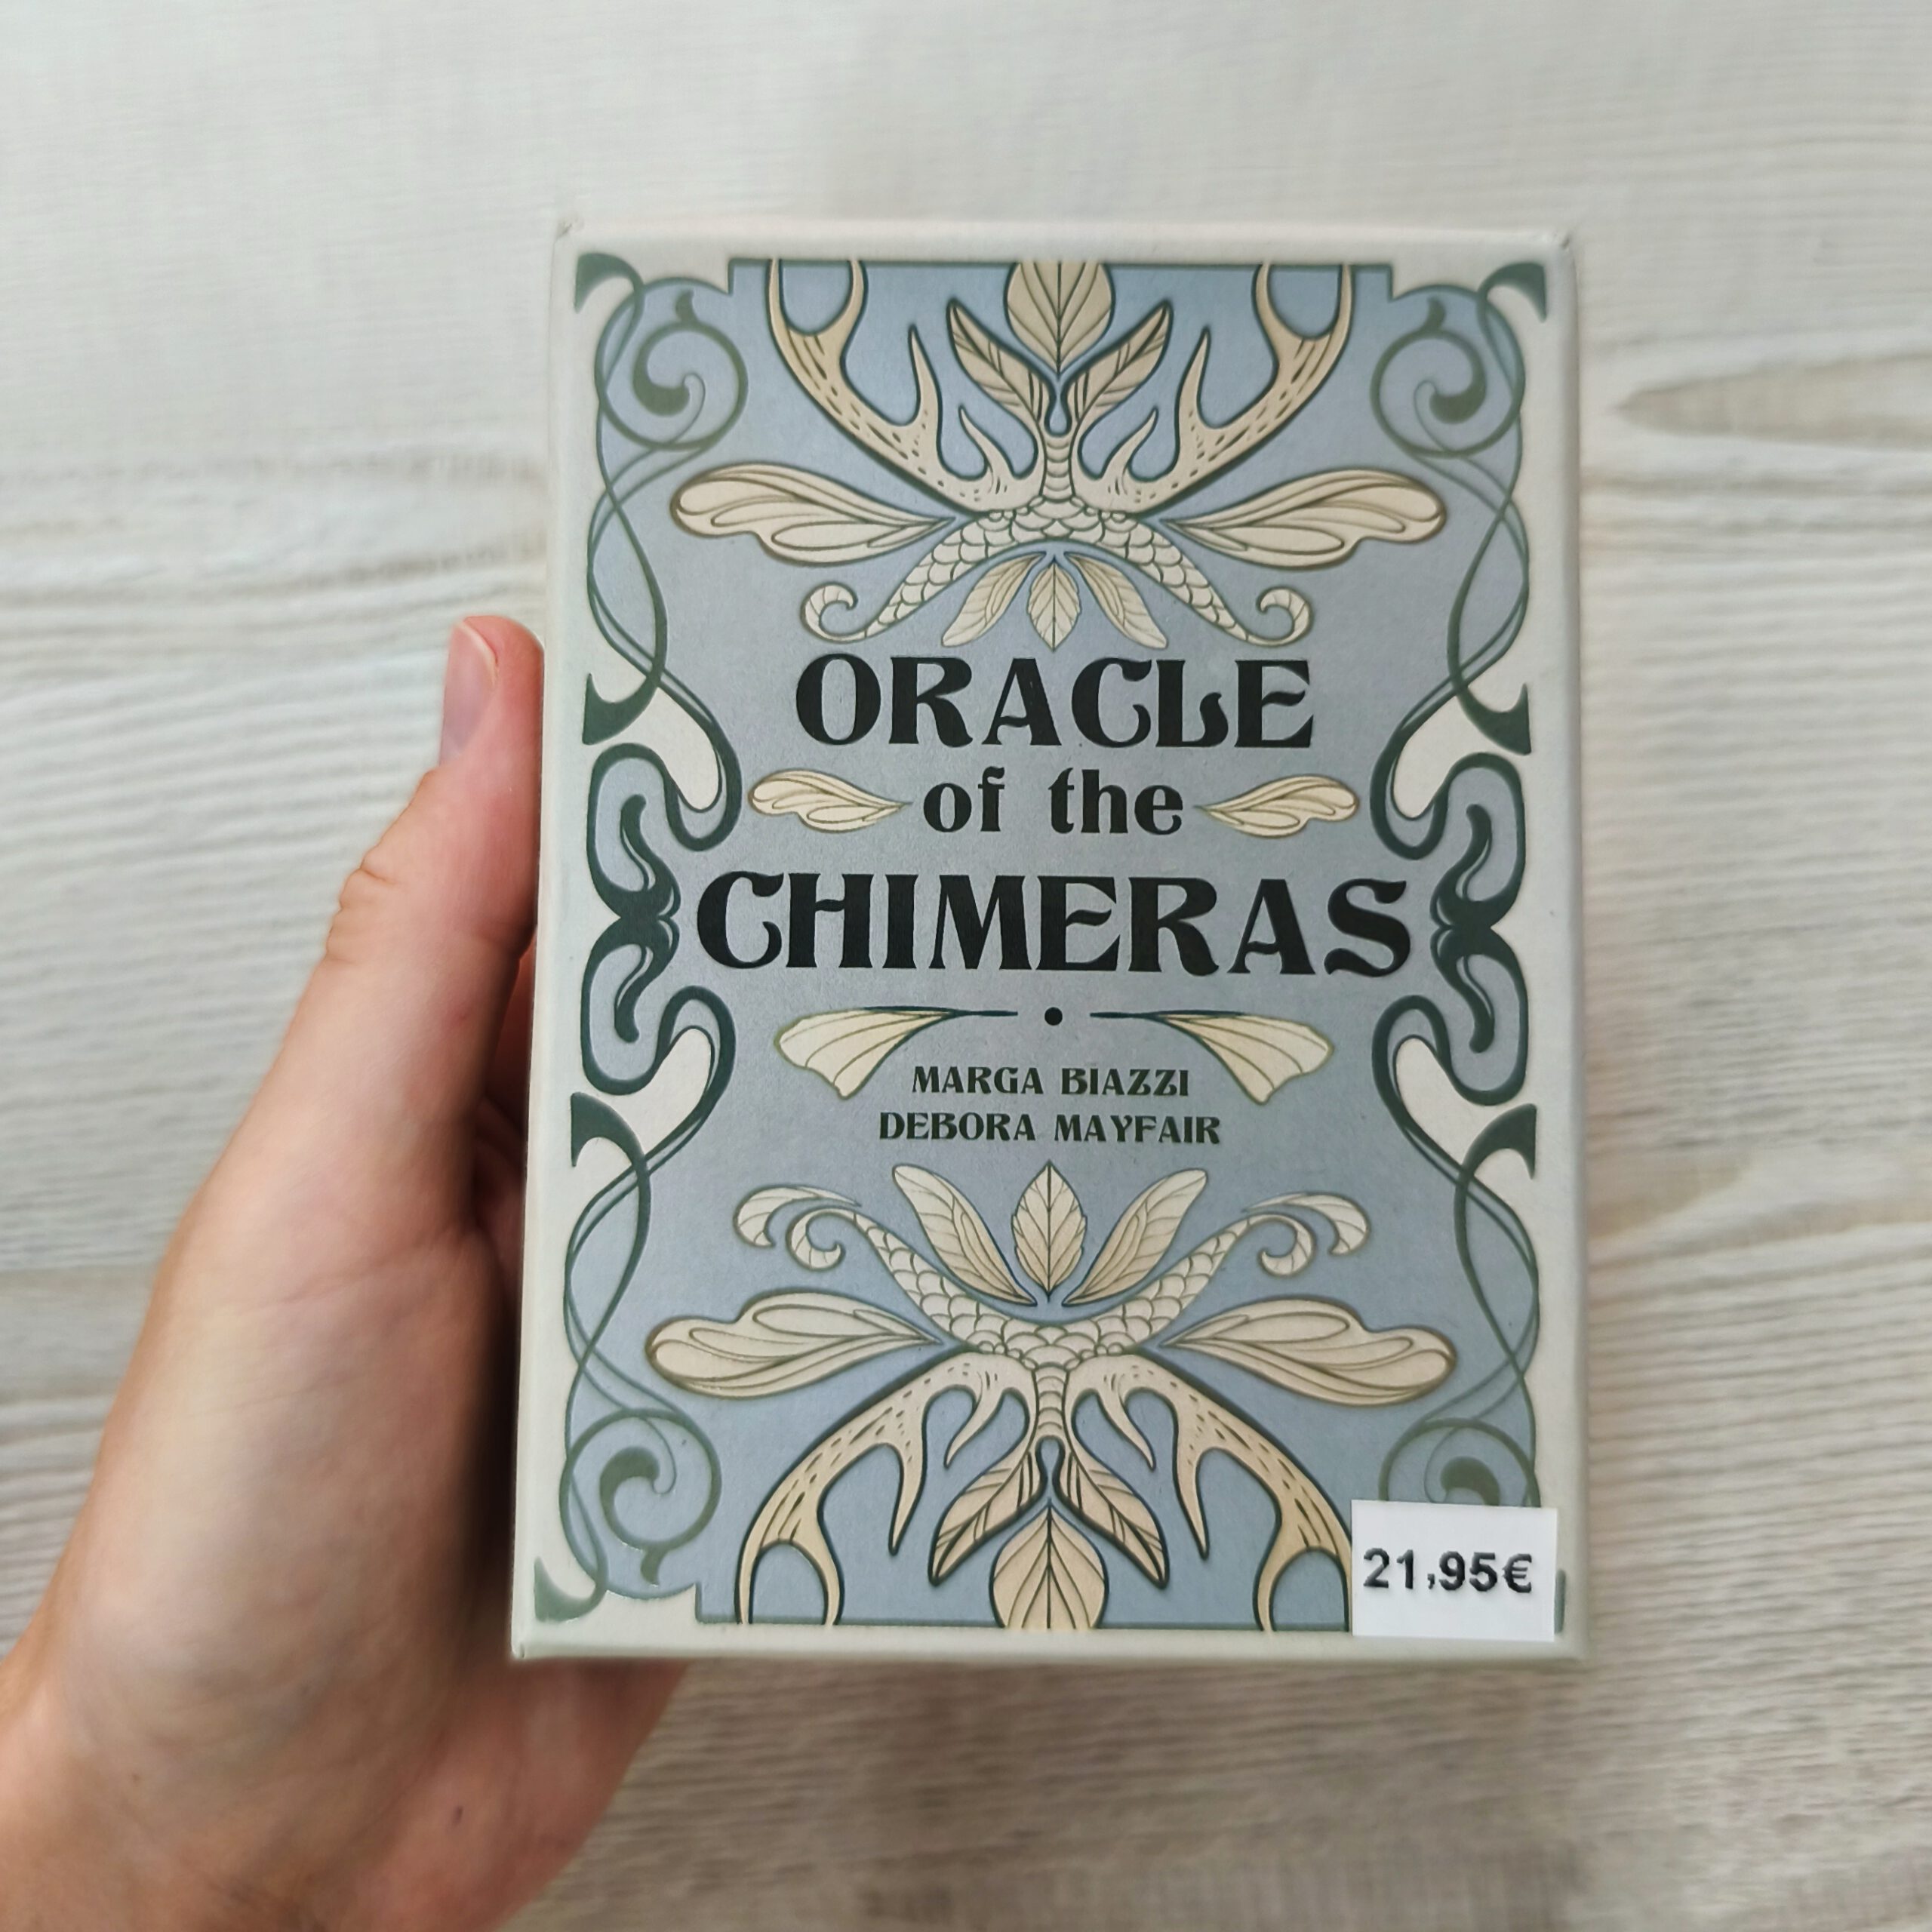 ORACLE
of the
CHIMERAS
MARGA BIAZZI
DEBORA MAYFAIR
21,95€